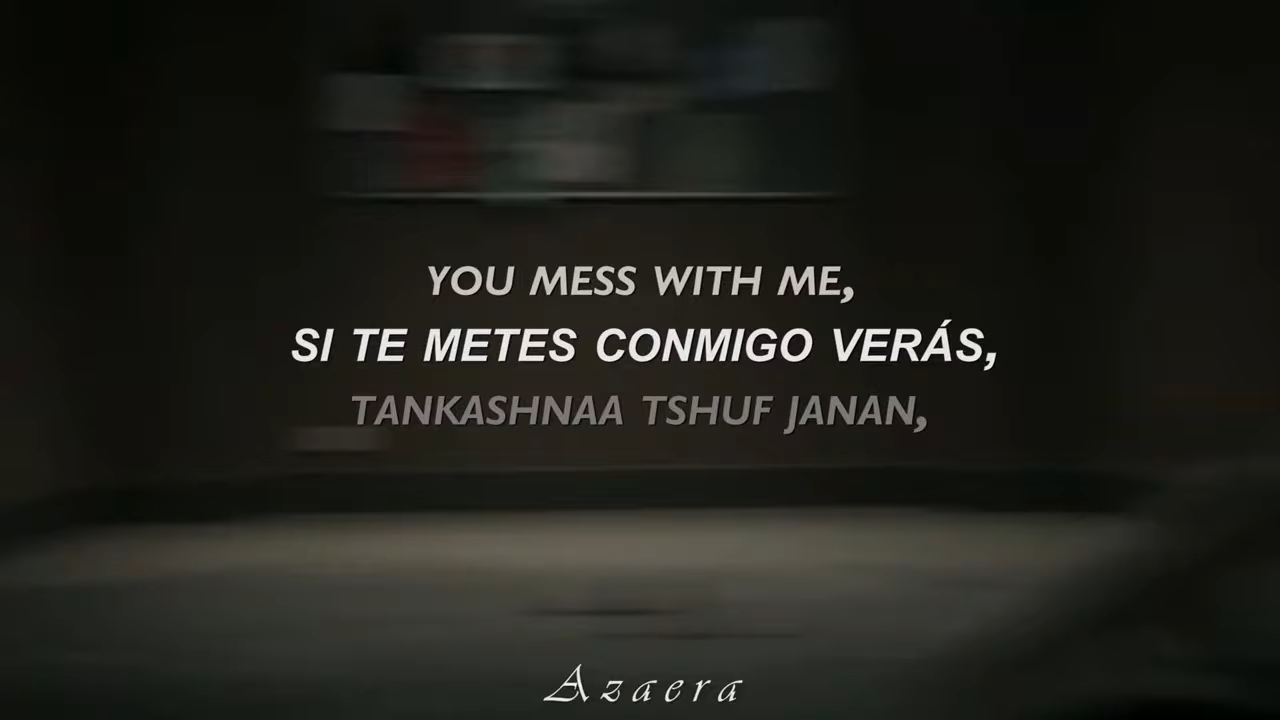 YOU MESS WITH ME,
SI TE METES CONMIGO VERÁS,
TANKASHNAA TSHUF JANAN,
Azaera